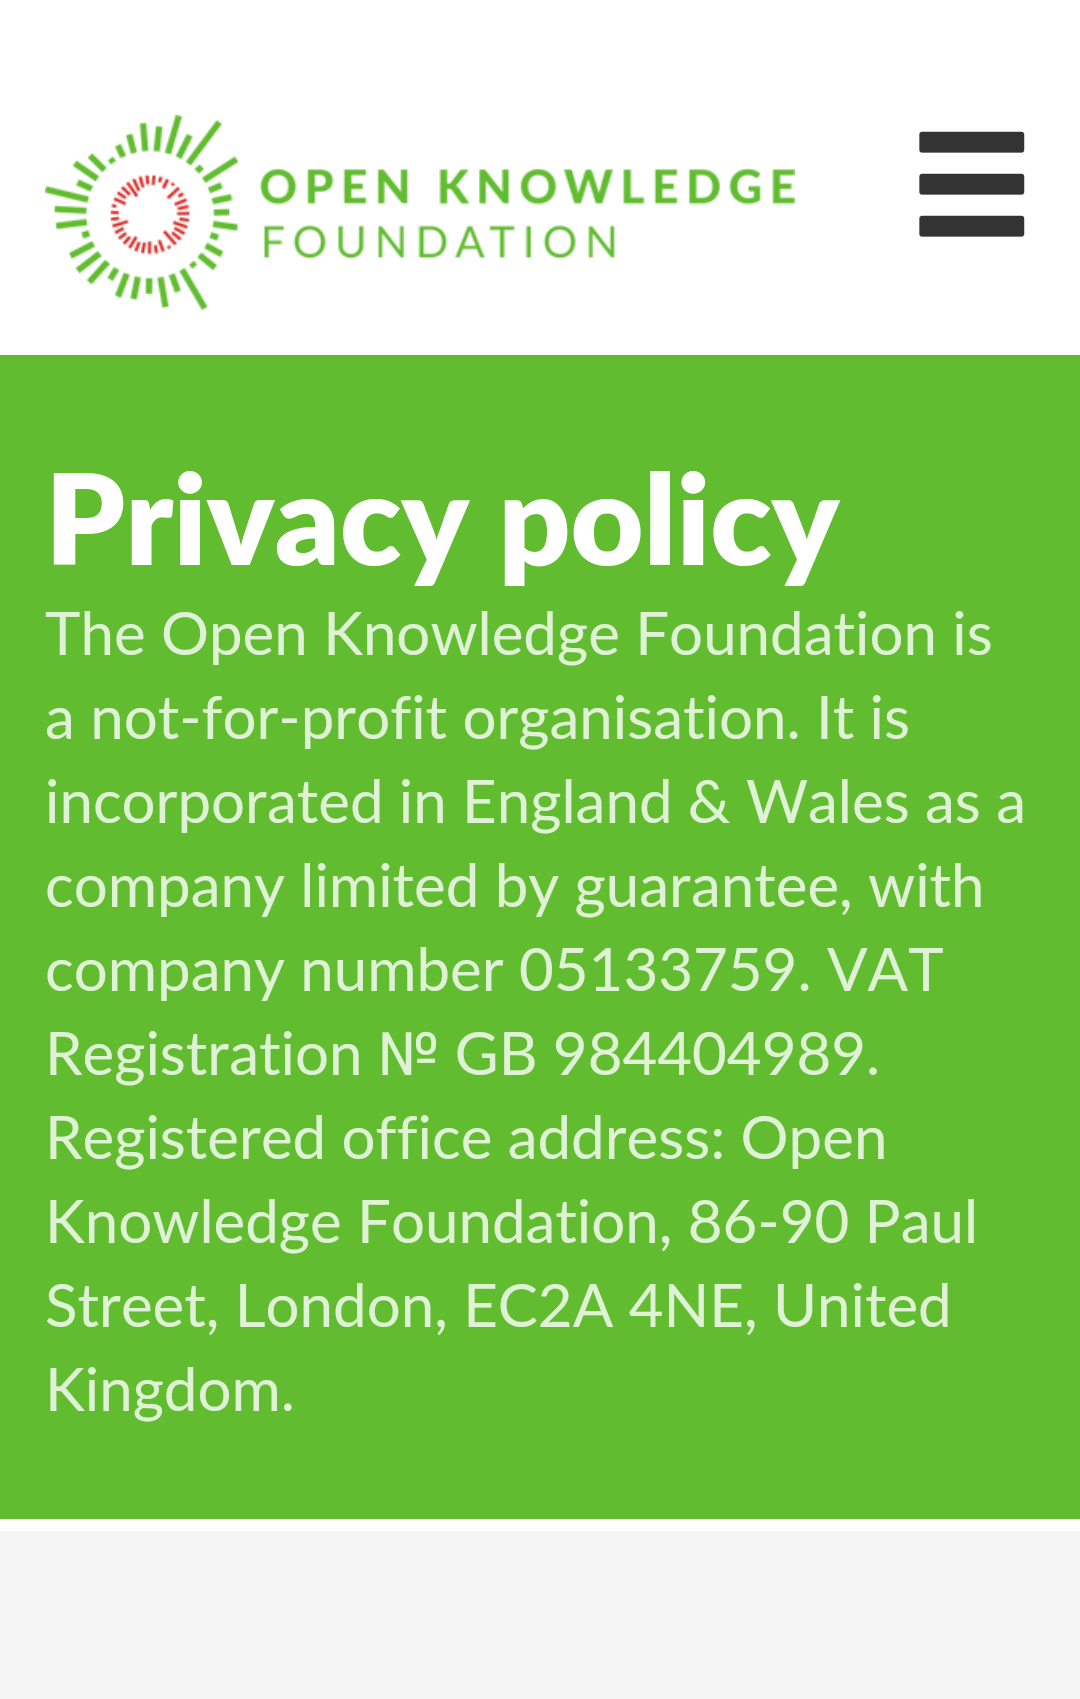 OPEN KNOWLEDGE
FOUNDATION
Privacy policy
The Open Knowledge Foundation is
a not-for-profit organisation. It is
incorporated in England & Wales as a
company limited by guarantee, with
company number 05133759. VAT
Registration № GB 984404989.
Registered office address: Open
Knowledge Foundation, 86-90 Paul
Street, London, EC2A 4NE, United
Kingdom.